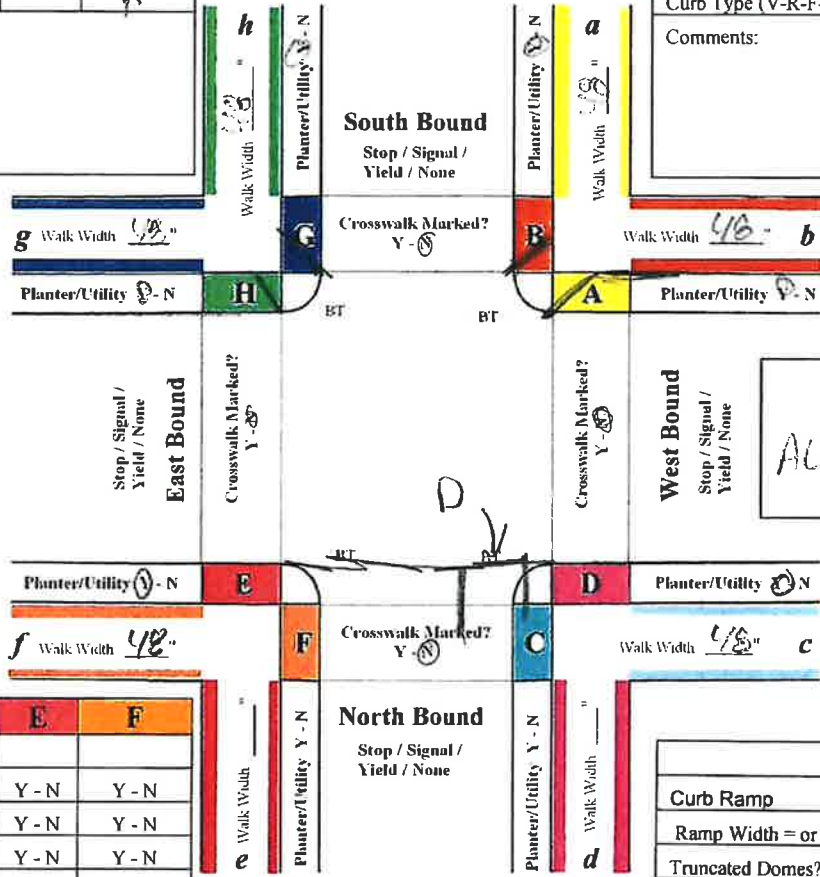 Curb Type (V-R-F-
Comments:
h
Walk Width 48 "
Planter/Utility Y - N
Planter/Utility Y - N
a
Walk Width 48 "
South Bound
Stop / Signal /
Yield / None
g Walk Width 48 "
G
Crosswalk Marked?
Y - N
B
Walk Width 48 " b
Planter/Utility Y - N
H
BT
BT
A
Planter/Utility Y - N
Stop / Signal /
Yield / None
East Bound
Crosswalk Marked?
Y - N
Crosswalk Marked?
Y - N
West Bound
Stop / Signal /
Yield / None
AL
D
BT
BT
Planter/Utility Y - N
E
D
Planter/Utility Y - N
f Walk Width 48 "
F
Crosswalk Marked?
Y - N
C
Walk Width 48 " c
E F
Y - N Y - N
Y - N Y - N
Y - N Y - N
Walk Width ___ "
e
Planter/Utility Y - N
North Bound
Stop / Signal /
Yield / None
Planter/Utility Y - N
Walk Width ___ "
d
Curb Ramp
Ramp Width = or
Truncated Domes?